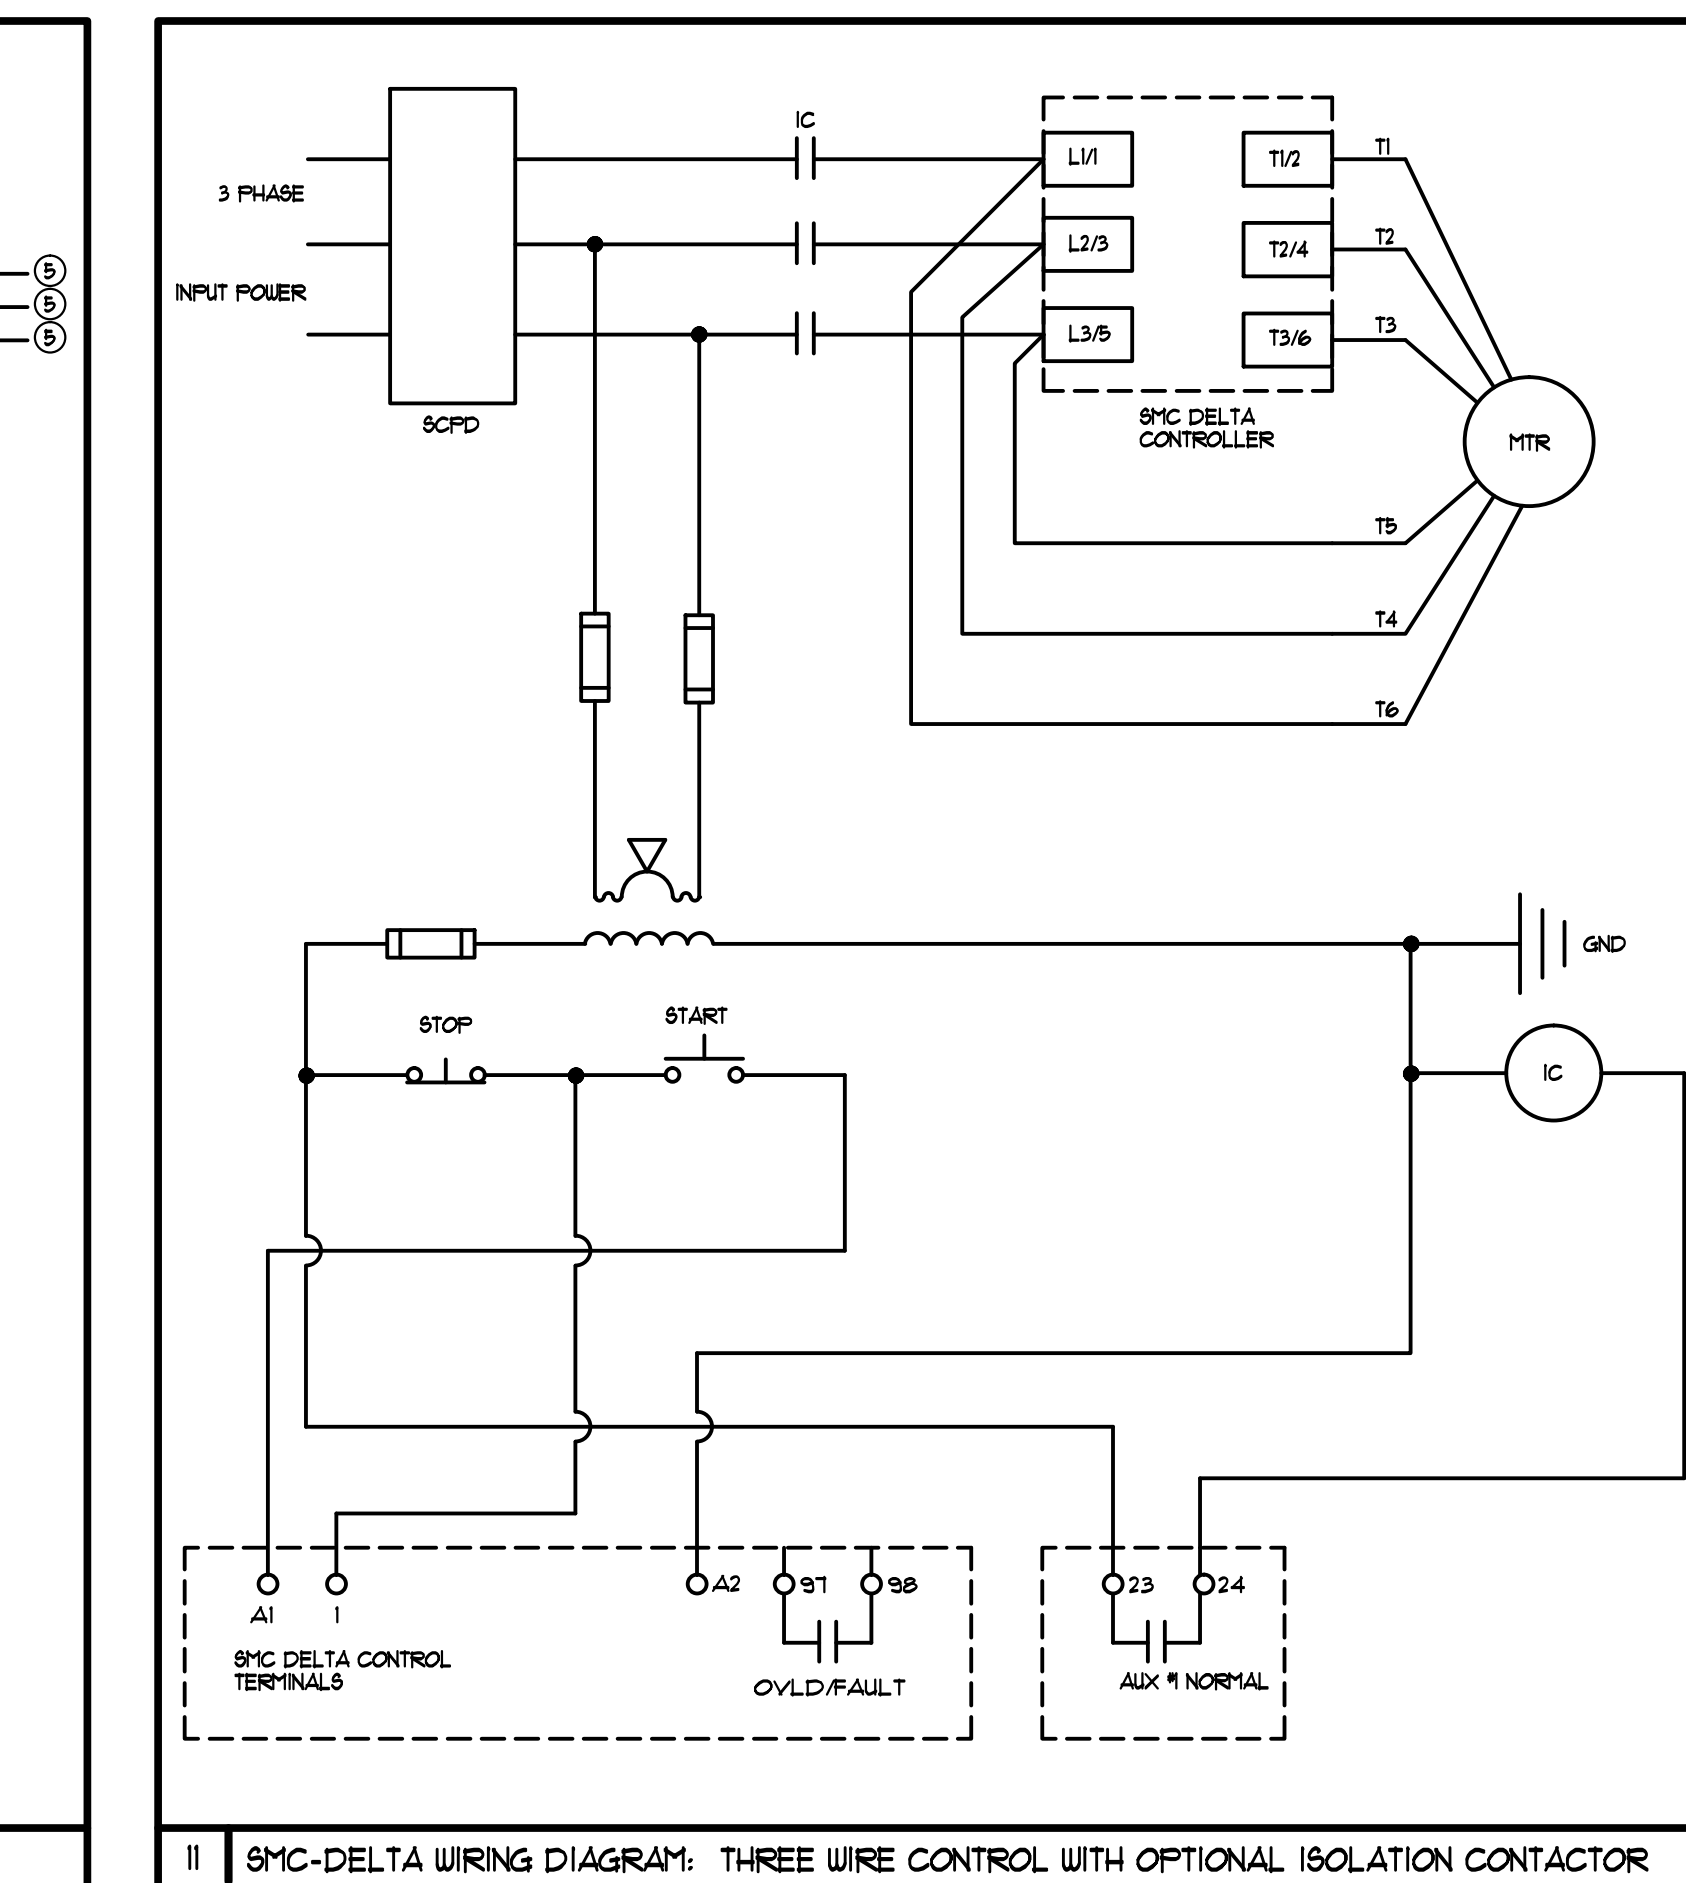 5
5
5
3 PHASE
INPUT POWER
SCPD
IC
L1/1
L2/3
L3/5
T1/2
T2/4
T3/6
SMC DELTA
CONTROLLER
T1
T2
T3
MTR
T5
T4
T6
GND
STOP
START
IC
A1
1
A2
97
98
SMC DELTA CONTROL
TERMINALS
OVLD/FAULT
23
24
AUX #1 NORMAL
11
SMC-DELTA WIRING DIAGRAM: THREE WIRE CONTROL WITH OPTIONAL ISOLATION CONTACTOR